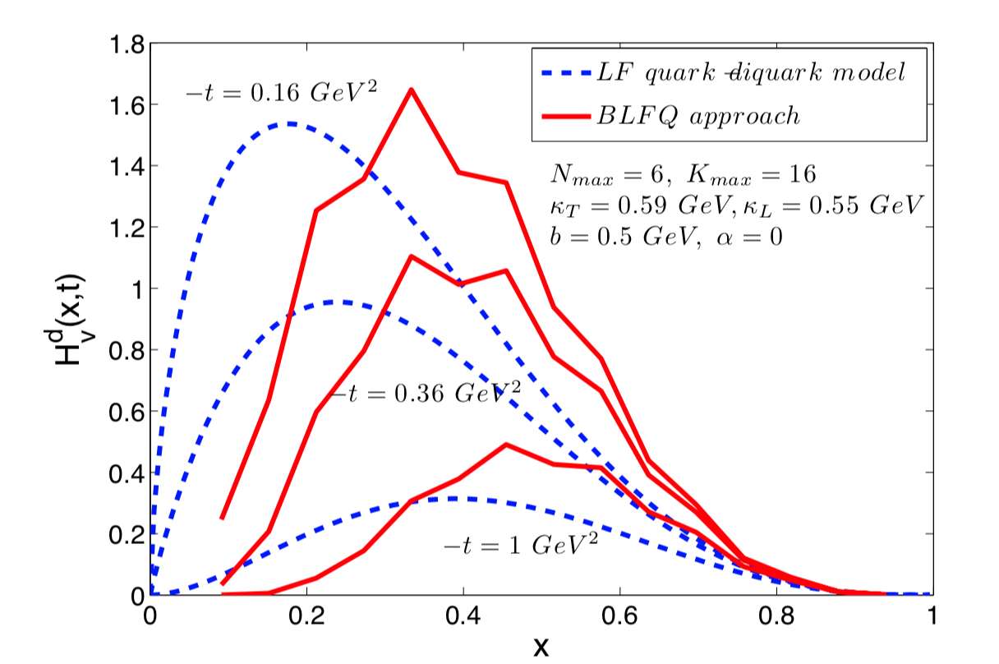 1.8
1.6
1.4
1.2
1
0.8
0.6
0.4
0.2
0
H_v^d(x,t)
−t = 0.16 GeV²
LF quark-diquark model
BLFQ approach
N_max = 6, K_max = 16
κ_T = 0.59 GeV, κ_L = 0.55 GeV
b = 0.5 GeV, α = 0
−t = 0.36 GeV²
−t = 1 GeV²
0 0.2 0.4 0.6 0.8 1
x